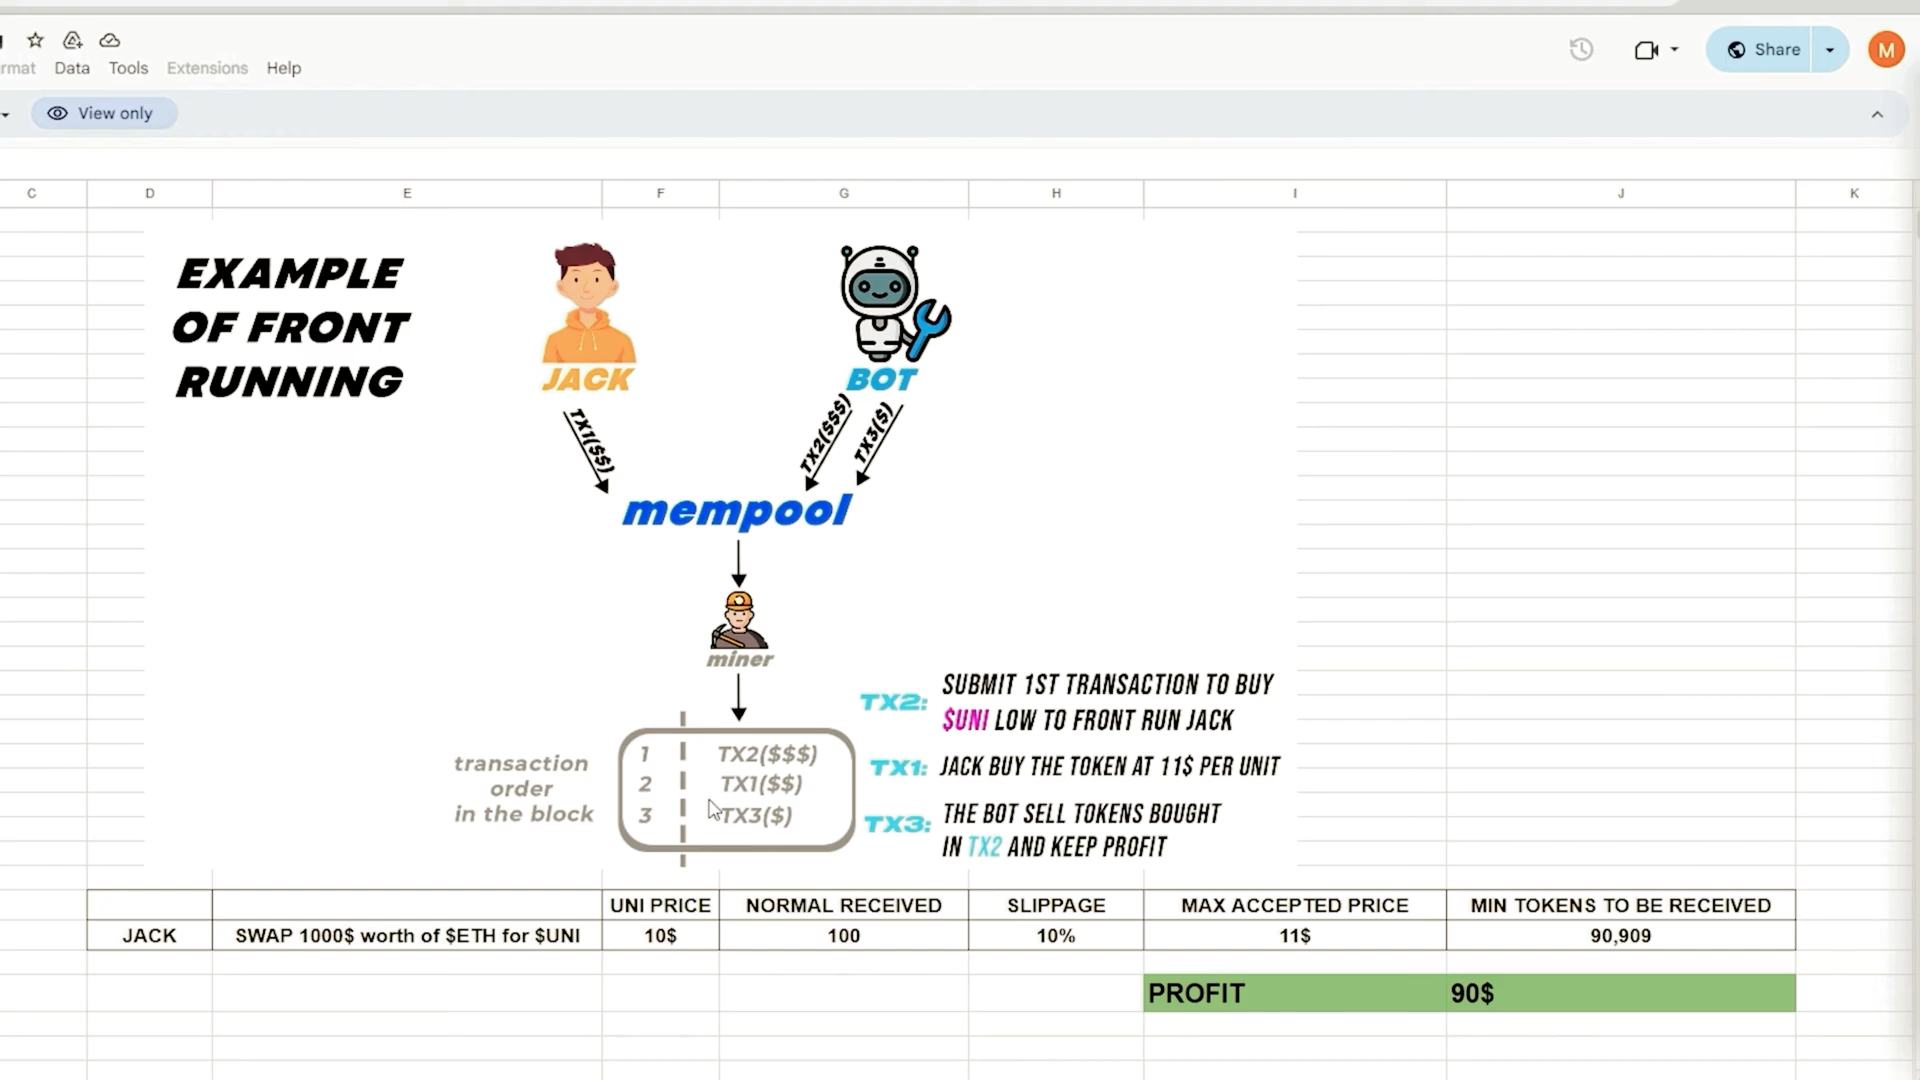 Share
M
rmat Data Tools Extensions Help
View only
C D E F G H I J K
EXAMPLE
OF FRONT
RUNNING
JACK
BOT
TX1($$)
TX2($$$)
TX3($)
mempool
miner
transaction
order
in the block
1 TX2($$$)
2 TX1($$)
3 TX3($)
TX2: SUBMIT 1ST TRANSACTION TO BUY
$UNI LOW TO FRONT RUN JACK
TX1: JACK BUY THE TOKEN AT 11$ PER UNIT
TX3: THE BOT SELL TOKENS BOUGHT
IN TX2 AND KEEP PROFIT
UNI PRICE NORMAL RECEIVED SLIPPAGE MAX ACCEPTED PRICE MIN TOKENS TO BE RECEIVED
JACK SWAP 1000$ worth of $ETH for $UNI 10$ 100 10% 11$ 90,909
PROFIT 90$